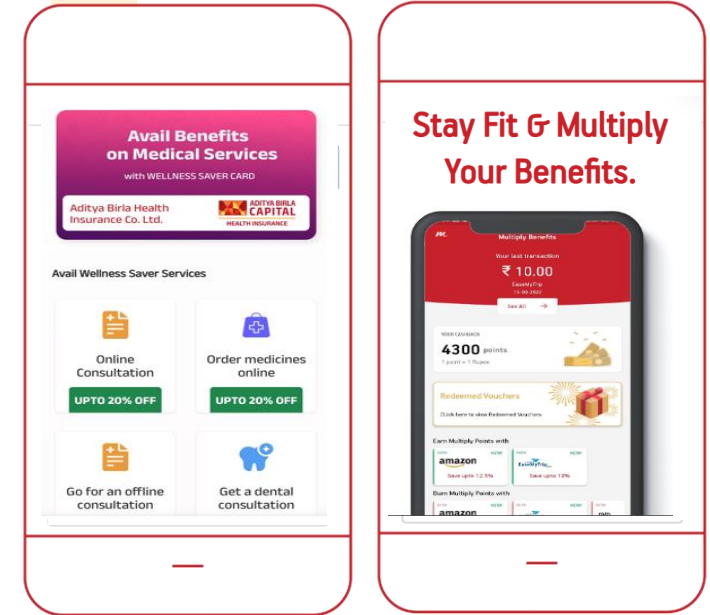 Avail Benefits
on Medical Services
with WELLNESS SAVER CARD
Aditya Birla Health
Insurance Co. Ltd.
ADITYA BIRLA
CAPITAL
HEALTH INSURANCE
Avail Wellness Saver Services
Online
Consultation
UPTO 20% OFF
Order medicines
online
UPTO 20% OFF
Go for an offline
consultation
Get a dental
consultation
Stay Fit & Multiply
Your Benefits.
Multiply Benefits
Your last transaction
₹ 10.00
EaseMyTrip
See All
YOUR CASHBACK
4300 points
1 point = 1 Rupee
Redeemed Vouchers
Click here to view Redeemed Vouchers
Earn Multiply Points with
NEW
amazon
Save upto 12.5%
NEW
EaseMyTrip
Save upto 10%
Burn Multiply Points with
NEW
amazon
NEW